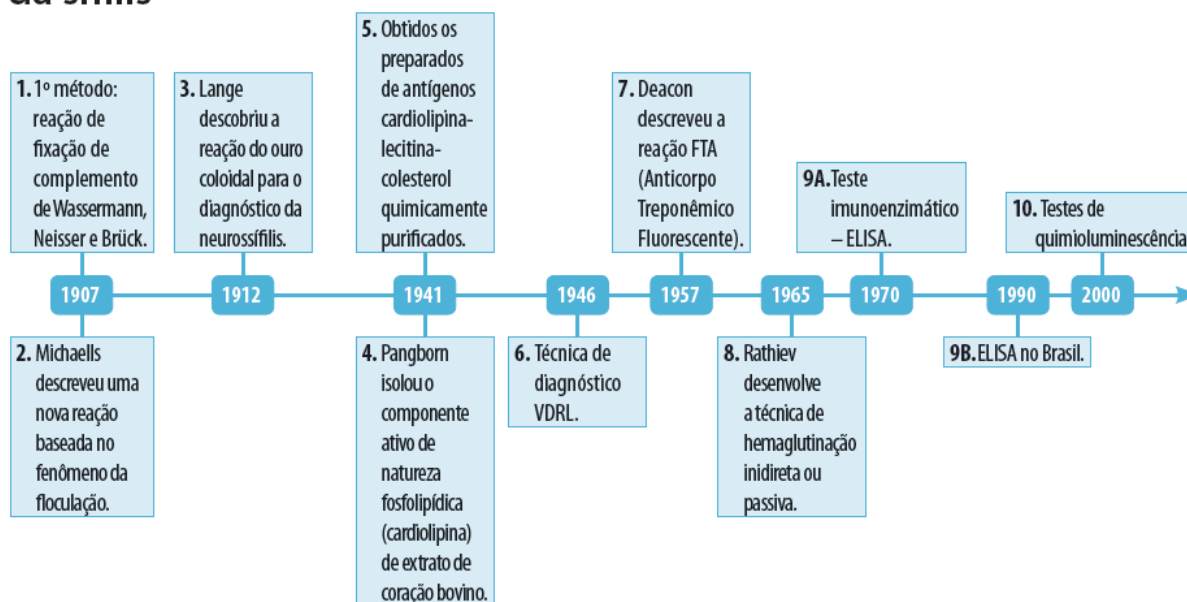 da sífilis
1. 1º método:
reação de
fixação de
complemento
de Wassermann,
Neisser e Brück.
3. Lange
descobriu a
reação do ouro
coloidal para o
diagnóstico da
neurossífilis.
5. Obtidos os
preparados
de antígenos
cardiolipina-
lecitina-
colesterol
quimicamente
purificados.
7. Deacon
descreveu a
reação FTA
(Anticorpo
Treponêmico
Fluorescente).
9A. Teste
imunoenzimático
– ELISA.
10. Testes de
quimioluminescência
1907 1912 1941 1946 1957 1965 1970 1990 2000
2. Michaells
descreveu uma
nova reação
baseada no
fenômeno da
floculação.
4. Pangborn
isolou o
componente
ativo de
natureza
fosfolipídica
(cardiolipina)
de extrato de
coração bovino.
6. Técnica de
diagnóstico
VDRL.
8. Rathiev
desenvolve
a técnica de
hemaglutinação
inidireta ou
passiva.
9B. ELISA no Brasil.